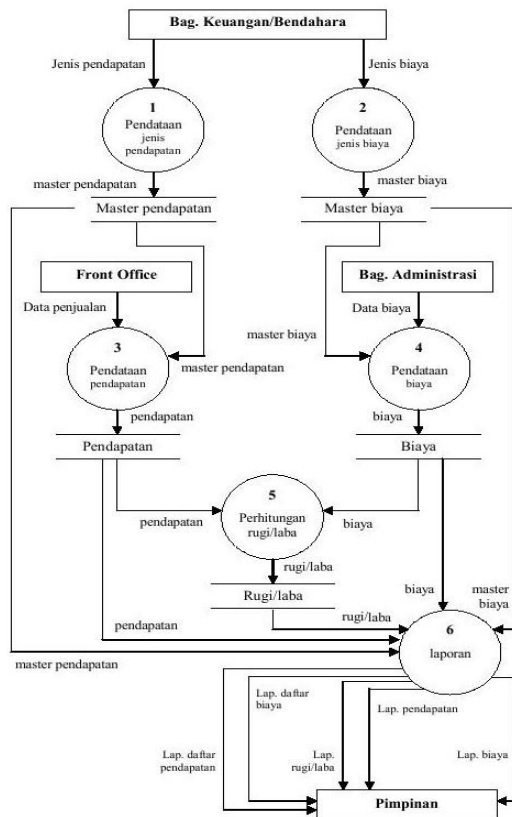 Bag. Keuangan/Bendahara
Jenis pendapatan
Jenis biaya
1
Pendataan
jenis
pendapatan
2
Pendataan
jenis biaya
master pendapatan
master biaya
Master pendapatan
Master biaya
Front Office
Bag. Administrasi
Data penjualan
Data biaya
3
Pendataan
pendapatan
master pendapatan
master biaya
4
Pendataan
biaya
pendapatan
biaya
Pendapatan
Biaya
5
Perhitungan
rugi/laba
pendapatan
biaya
rugi/laba
Rugi/laba
biaya
master
biaya
pendapatan
rugi/laba
6
laporan
master pendapatan
Lap. daftar
biaya
Lap. pendapatan
Lap. daftar
pendapatan
Lap.
rugi/laba
Lap. biaya
Pimpinan